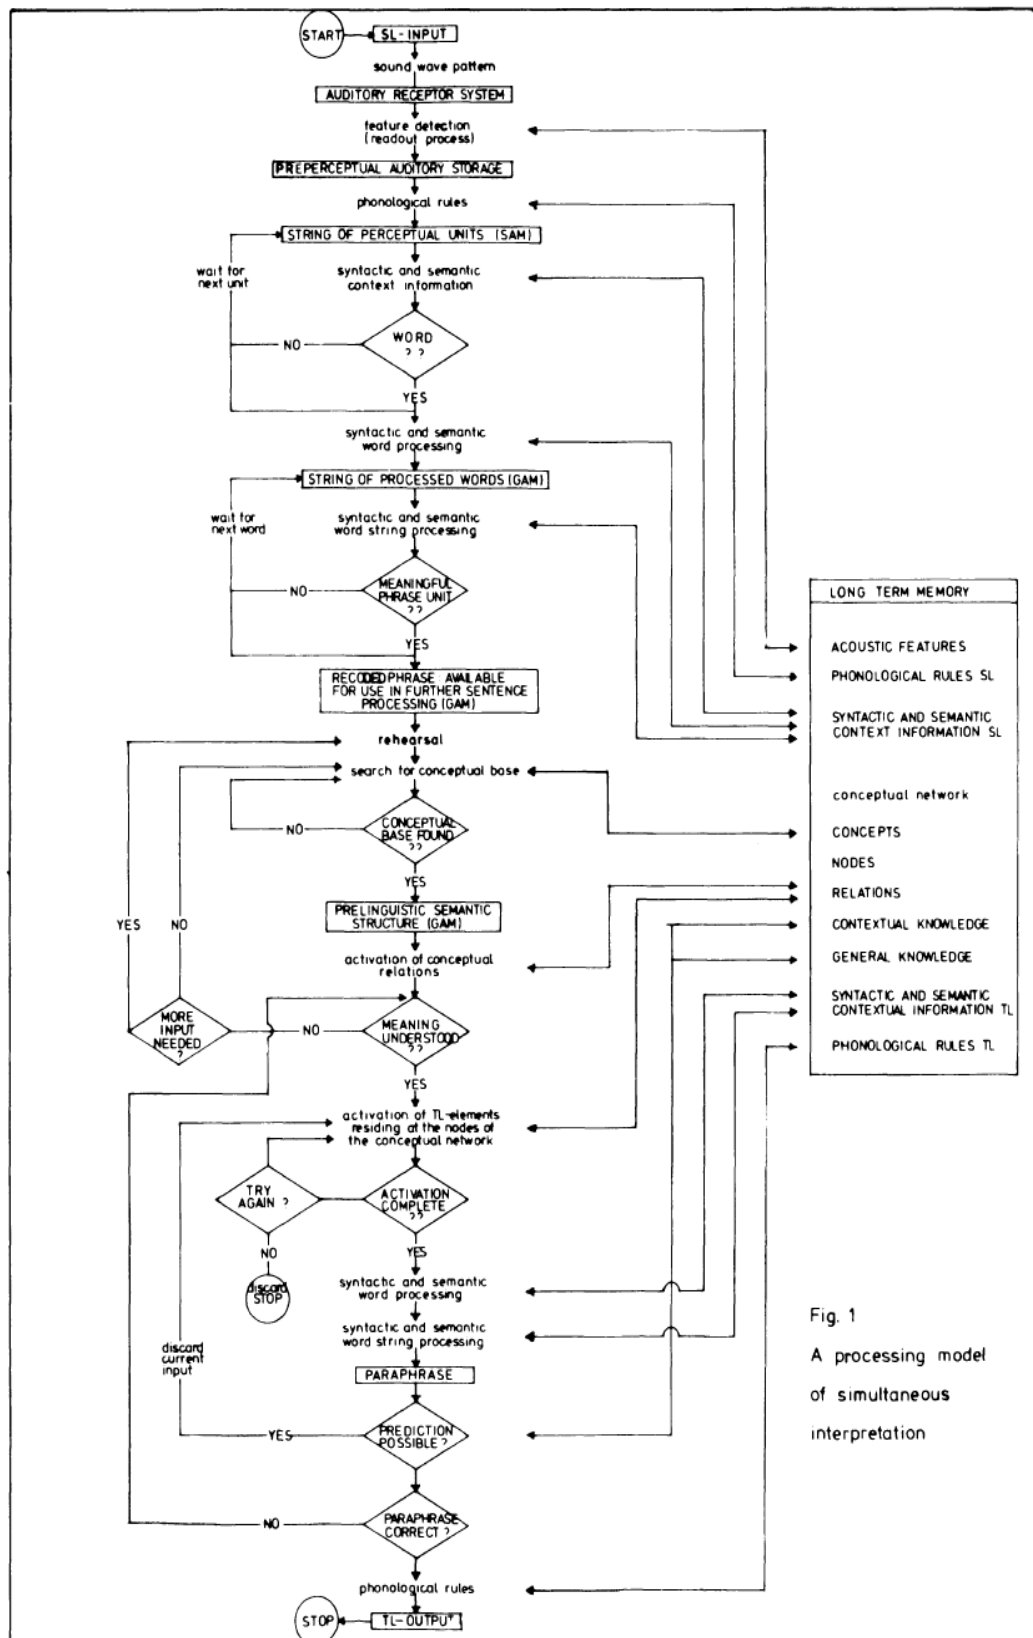 START
SL-INPUT
sound wave pattern
AUDITORY RECEPTOR SYSTEM
feature detection
(readout process)
PREPERCEPTUAL AUDITORY STORAGE
phonological rules
STRING OF PERCEPTUAL UNITS (SAM)
wait for
next unit
syntactic and semantic
context information
WORD
? ?
NO
YES
syntactic and semantic
word processing
STRING OF PROCESSED WORDS (GAM)
wait for
next word
syntactic and semantic
word string processing
MEANINGFUL
PHRASE UNIT
??
NO
YES
RECODED PHRASE: AVAILABLE
FOR USE IN FURTHER SENTENCE
PROCESSING (GAM)
rehearsal
search for conceptual base
CONCEPTUAL
BASE FOUND
??
NO
YES
PRELINGUISTIC SEMANTIC
STRUCTURE (GAM)
YES
NO
activation of conceptual
relations
MORE
INPUT
NEEDED
?
NO
MEANING
UNDERSTOOD
??
YES
activation of TL-elements
residing at the nodes of
the conceptual network
TRY
AGAIN ?
ACTIVATION
COMPLETE
??
NO
YES
discard
STOP
syntactic and semantic
word processing
syntactic and semantic
word string processing
discard
current
input
PARAPHRASE
PREDICTION
POSSIBLE ?
YES
PARAPHRASE
CORRECT ?
NO
phonological rules
STOP
TL-OUTPUT
LONG TERM MEMORY
ACOUSTIC FEATURES
PHONOLOGICAL RULES SL
SYNTACTIC AND SEMANTIC
CONTEXT INFORMATION SL
conceptual network
CONCEPTS
NODES
RELATIONS
CONTEXTUAL KNOWLEDGE
GENERAL KNOWLEDGE
SYNTACTIC AND SEMANTIC
CONTEXTUAL INFORMATION TL
PHONOLOGICAL RULES TL
Fig. 1
A processing model
of simultaneous
interpretation